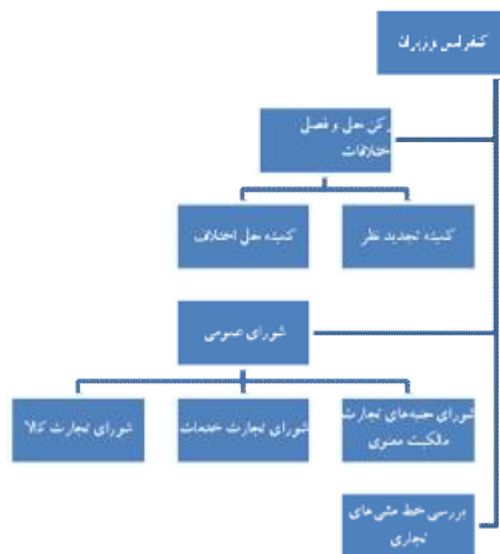 کنفرانس وزیران
رکن حل و فصل
اختلافات
کمیته تجدید نظر
کمیته حل اختلاف
شورای عمومی
شورای جنبه‌های تجارت
مالکیت معنوی
شورای تجارت خدمات
شورای تجارت کالا
بررسی خط مشی‌های
تجاری